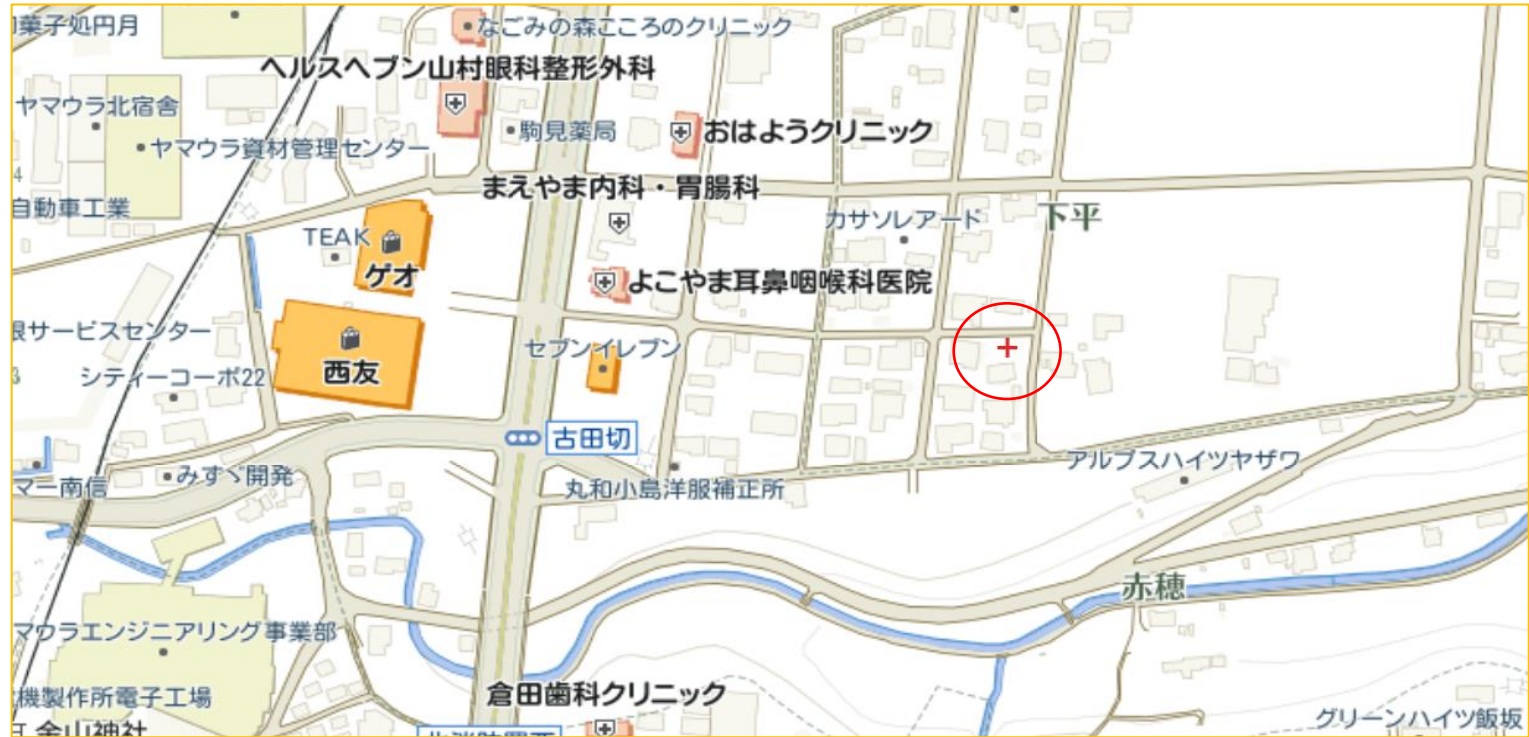 菓子処円月
なごみの森こころのクリニック
ヘルスヘブン山村眼科整形外科
ヤマウラ北宿舎
駒見薬局
おはようクリニック
ヤマウラ資材管理センター
まえやま内科・胃腸科
自動車工業
カサソレアード
下平
TEAK
ゲオ
よこやま耳鼻咽喉科医院
サービスセンター
セブンイレブン
西友
シティーコーポ22
古田切
アルプスハイツヤザワ
みすゞ開発
マー南信
丸和小島洋服補正所
赤穂
マウラエンジニアリング事業部
機製作所電子工場
倉田歯科クリニック
グリーンハイツ飯坂
金山神社